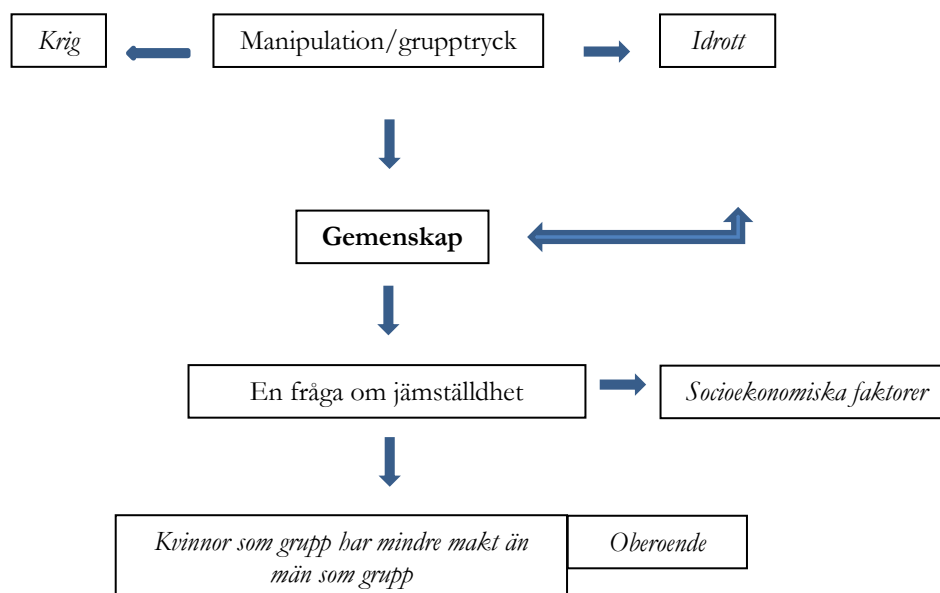 Krig
Manipulation/grupptryck
Idrott
Gemenskap
En fråga om jämställdhet
Socioekonomiska faktorer
Kvinnor som grupp har mindre makt än
män som grupp
Oberoende